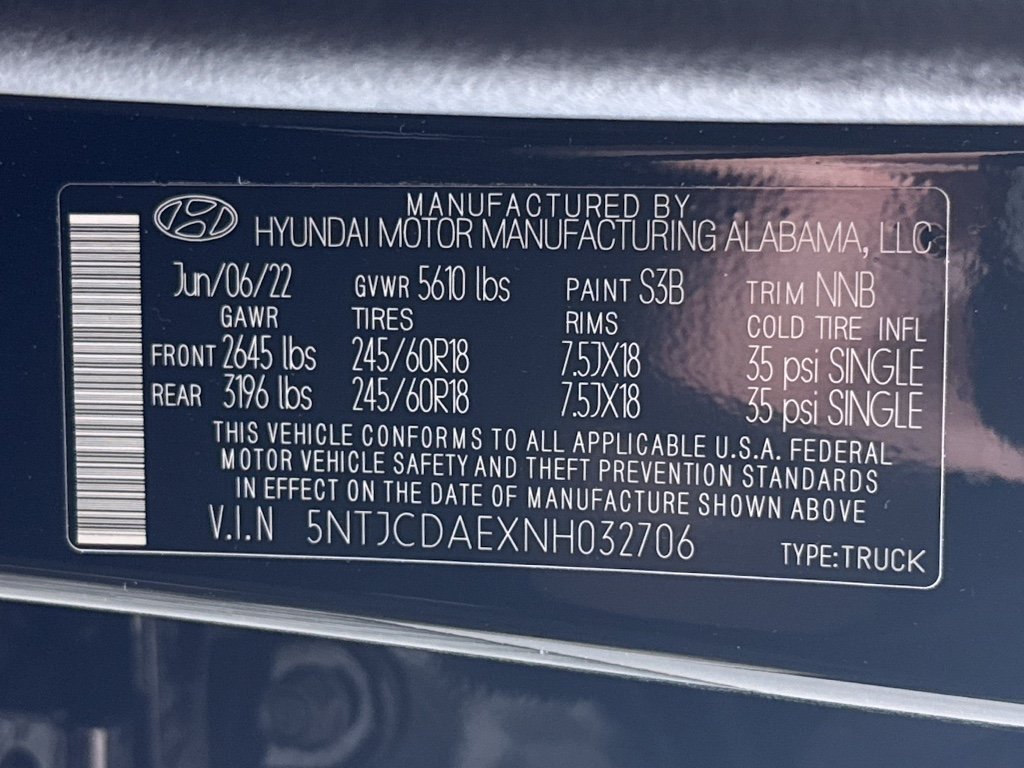 MANUFACTURED BY
HYUNDAI MOTOR MANUFACTURING ALABAMA, LLC
Jun/06/22 GVWR 5610 lbs PAINT S3B TRIM NNB
GAWR TIRES RIMS COLD TIRE INFL
FRONT 2645 lbs 245/60R18 7.5JX18 35 psi SINGLE
REAR 3196 lbs 245/60R18 7.5JX18 35 psi SINGLE
THIS VEHICLE CONFORMS TO ALL APPLICABLE U.S.A. FEDERAL
MOTOR VEHICLE SAFETY AND THEFT PREVENTION STANDARDS
IN EFFECT ON THE DATE OF MANUFACTURE SHOWN ABOVE
V.I.N 5NTJCDAEXNH032706 TYPE:TRUCK